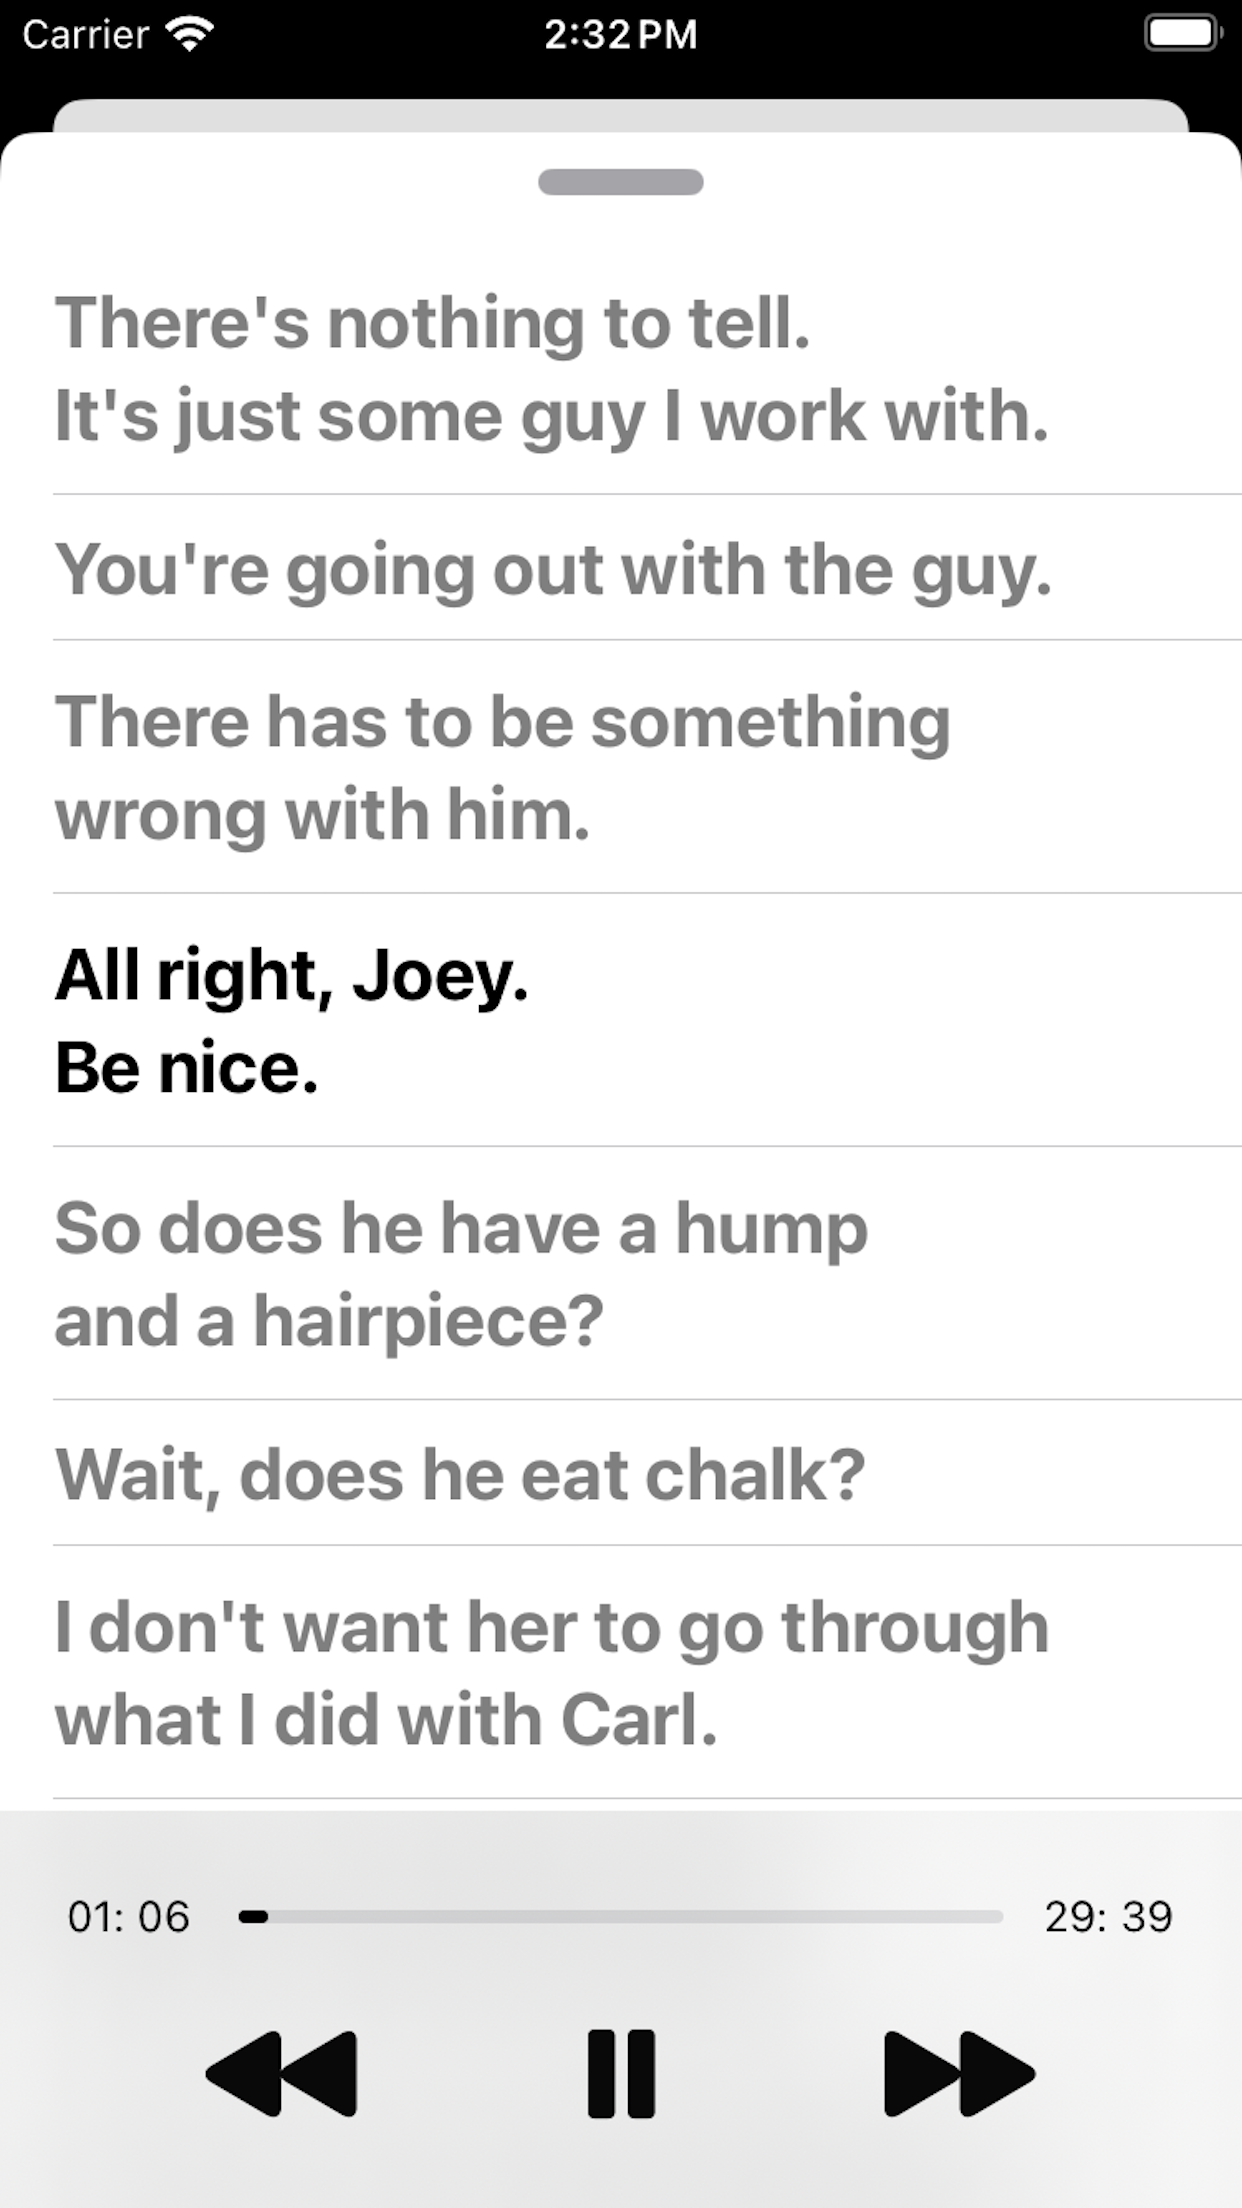 Carrier 2:32 PM
There's nothing to tell.
It's just some guy I work with.
You're going out with the guy.
There has to be something
wrong with him.
All right, Joey.
Be nice.
So does he have a hump
and a hairpiece?
Wait, does he eat chalk?
I don't want her to go through
what I did with Carl.
01: 06 29: 39